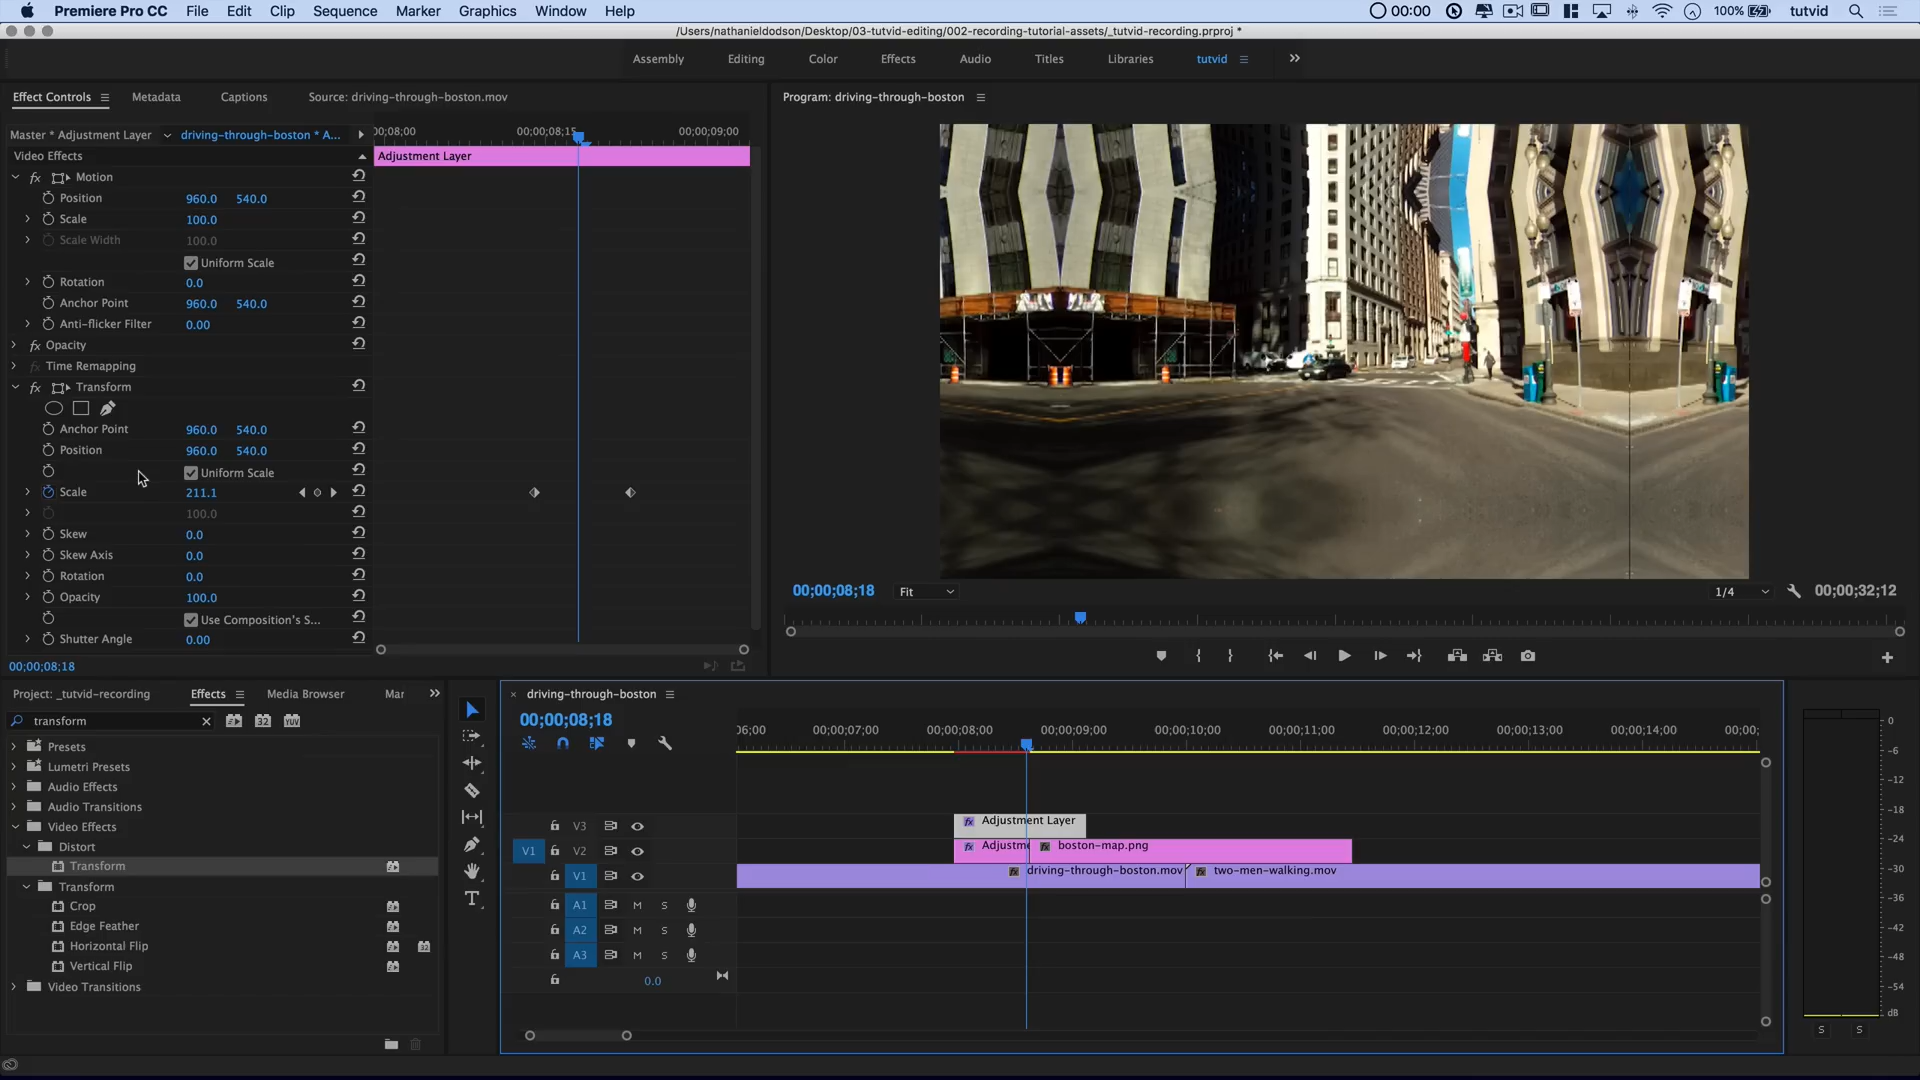 Premiere Pro CC File Edit Clip Sequence Marker Graphics Window Help 00:00 100% tutvid
/Users/nathanieldodson/Desktop/03-tutvid-editing/002-recording-tutorial-assets/_tutvid-recording.prproj *
Assembly Editing Color Effects Audio Titles Libraries tutvid
Effect Controls Metadata Captions Source: driving-through-boston.mov
Program: driving-through-boston
Master * Adjustment Layer driving-through-boston * A...
00;08;00 00;00;08;15 00;00;09;00
Video Effects
Adjustment Layer
fx Motion
Position 960.0 540.0
Scale 100.0
Scale Width 100.0
Uniform Scale
Rotation 0.0
Anchor Point 960.0 540.0
Anti-flicker Filter 0.00
fx Opacity
fx Time Remapping
fx Transform
Anchor Point 960.0 540.0
Position 960.0 540.0
Uniform Scale
Scale 211.1
100.0
Skew 0.0
Skew Axis 0.0
Rotation 0.0
Opacity 100.0
Use Composition's S...
Shutter Angle 0.00
00;00;08;18
00;00;08;18 Fit 1/4 00;00;32;12
Project: _tutvid-recording Effects Media Browser Mar
transform
32 YUV
Presets
Lumetri Presets
Audio Effects
Audio Transitions
Video Effects
Distort
Transform
Transform
Crop
Edge Feather
Horizontal Flip
32
Vertical Flip
Video Transitions
driving-through-boston
00;00;08;18
06;00 00;00;07;00 00;00;08;00 00;00;09;00 00;00;10;00 00;00;11;00 00;00;12;00 00;00;13;00 00;00;14;00 00;00;
V3 fx Adjustment Layer
V1 V2 fx Adjustme fx boston-map.png
V1 fx driving-through-boston.mov fx two-men-walking.mov
A1 M S
A2 M S
A3 M S
0.0
0
-6
-12
-18
-24
-30
-36
-42
-48
-54
dB
S S